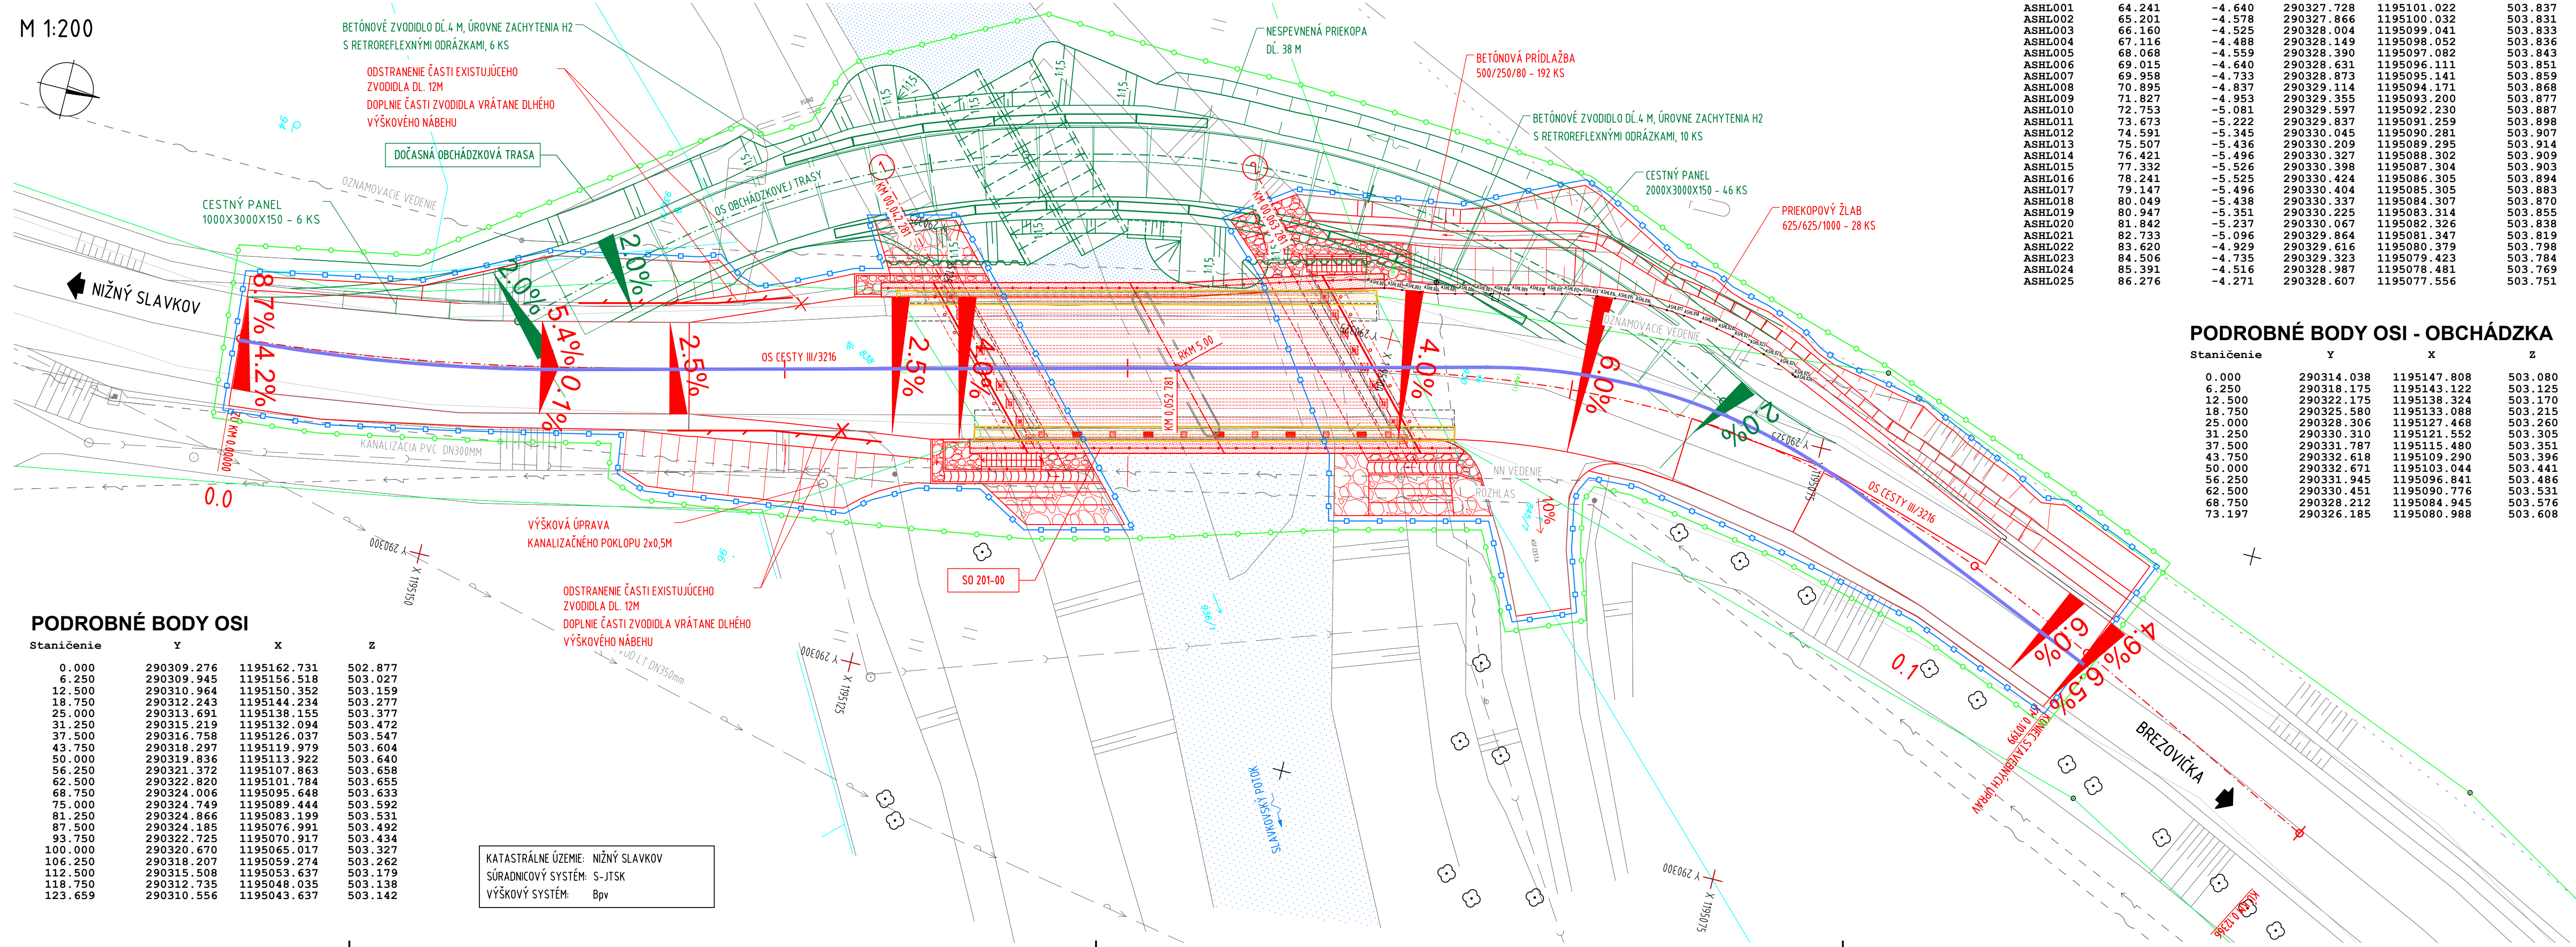 M 1:200
BETÓNOVÉ ZVODIDLO DĹ.4 M, ÚROVNE ZACHYTENIA H2
S RETROREFLEXNÝMI ODRÁZKAMI, 6 KS
ODSTRANENIE ČASTI EXISTUJÚCEHO
ZVODIDLA DL. 12M
DOPLNIE ČASTI ZVODIDLA VRÁTANE DLHÉHO
VÝŠKOVÉHO NÁBEHU
DOČASNÁ OBCHÁDZKOVÁ TRASA
CESTNÝ PANEL
1000X3000X150 - 6 KS
OZNAMOVACIE VEDENIE
OS OBCHÁDZKOVEJ TRASY
NESPEVNENÁ PRIEKOPA
DĹ. 38 M
BETÓNOVÁ PRÍDLAŽBA
500/250/80 - 192 KS
BETÓNOVÉ ZVODIDLO DĹ.4 M, ÚROVNE ZACHYTENIA H2
S RETROREFLEXNÝMI ODRÁZKAMI, 10 KS
CESTNÝ PANEL
2000X3000X150 - 46 KS
PRIEKOPOVÝ ŽLAB
625/625/1000 - 28 KS
ASHL001 64.241 -4.640 290327.728 1195101.022 503.837
ASHL002 65.201 -4.578 290327.866 1195100.032 503.831
ASHL003 66.160 -4.525 290328.004 1195099.041 503.833
ASHL004 67.116 -4.488 290328.149 1195098.052 503.836
ASHL005 68.068 -4.559 290328.390 1195097.082 503.843
ASHL006 69.015 -4.640 290328.631 1195096.111 503.851
ASHL007 69.958 -4.733 290328.873 1195095.141 503.859
ASHL008 70.895 -4.837 290329.114 1195094.171 503.868
ASHL009 71.827 -4.953 290329.355 1195093.200 503.877
ASHL010 72.753 -5.081 290329.597 1195092.230 503.887
ASHL011 73.673 -5.222 290329.837 1195091.259 503.898
ASHL012 74.591 -5.345 290330.045 1195090.281 503.907
ASHL013 75.507 -5.436 290330.209 1195089.295 503.914
ASHL014 76.421 -5.496 290330.327 1195088.302 503.909
ASHL015 77.332 -5.526 290330.398 1195087.304 503.903
ASHL016 78.241 -5.525 290330.424 1195086.305 503.894
ASHL017 79.147 -5.496 290330.404 1195085.305 503.883
ASHL018 80.049 -5.438 290330.337 1195084.307 503.870
ASHL019 80.947 -5.351 290330.225 1195083.314 503.855
ASHL020 81.842 -5.237 290330.067 1195082.326 503.838
ASHL021 82.733 -5.096 290329.864 1195081.347 503.819
ASHL022 83.620 -4.929 290329.616 1195080.379 503.798
ASHL023 84.506 -4.735 290329.323 1195079.423 503.784
ASHL024 85.391 -4.516 290328.987 1195078.481 503.769
ASHL025 86.276 -4.271 290328.607 1195077.556 503.751
PODROBNÉ BODY OSI - OBCHÁDZKA
Staničenie Y X Z
0.000 290314.038 1195147.808 503.080
6.250 290318.175 1195143.122 503.125
12.500 290322.175 1195138.324 503.170
18.750 290325.580 1195133.088 503.215
25.000 290328.306 1195127.468 503.260
31.250 290330.310 1195121.552 503.305
37.500 290331.787 1195115.480 503.351
43.750 290332.618 1195109.290 503.396
50.000 290332.671 1195103.044 503.441
56.250 290331.945 1195096.841 503.486
62.500 290330.451 1195090.776 503.531
68.750 290328.212 1195084.945 503.576
73.197 290326.185 1195080.988 503.608
NIŽNÝ SLAVKOV
8.7%
4.2%
2.0%
2.0%
5.4%
0.1%
2.5%
OS CESTY III/3216
2.5%
4.0%
RKM 5,00
KM 0,052 781
KM 00,042 281
KM 00,063 281
4.0%
6.0%
2.0%
OZNAMOVACIE VEDENIE
OS CESTY III/3216
6.0%
4.9%
6.5%
BREZOVIČKA
KONIEC STAVEBNÝCH ÚPRAV
KM 0,10799
0.1
ZÚ KM 0,000000
0.0
KANALIZÁCIA PVC DN300MM
NN VEDENIE
ROZHLAS
10%
VÝŠKOVÁ ÚPRAVA
KANALIZAČNÉHO POKLOPU 2x0,5M
ODSTRANENIE ČASTI EXISTUJÚCEHO
ZVODIDLA DL. 12M
DOPLNIE ČASTI ZVODIDLA VRÁTANE DLHÉHO
VÝŠKOVÉHO NÁBEHU
SO 201-00
Y 290300
X 1195150
Y 290300
X 1195125
Y 290300
X 1195075
Y 290325
X 1195075
936/1
SLAVKOVSKÝ POTOK
PODROBNÉ BODY OSI
Staničenie Y X Z
0.000 290309.276 1195162.731 502.877
6.250 290309.945 1195156.518 503.027
12.500 290310.964 1195150.352 503.159
18.750 290312.243 1195144.234 503.277
25.000 290313.691 1195138.155 503.377
31.250 290315.219 1195132.094 503.472
37.500 290316.758 1195126.037 503.547
43.750 290318.297 1195119.979 503.604
50.000 290319.836 1195113.922 503.640
56.250 290321.372 1195107.863 503.658
62.500 290322.820 1195101.784 503.655
68.750 290324.006 1195095.648 503.633
75.000 290324.749 1195089.444 503.592
81.250 290324.866 1195083.199 503.531
87.500 290324.185 1195076.991 503.492
93.750 290322.725 1195070.917 503.434
100.000 290320.670 1195065.017 503.327
106.250 290318.207 1195059.274 503.262
112.500 290315.508 1195053.637 503.179
118.750 290312.735 1195048.035 503.138
123.659 290310.556 1195043.637 503.142
KATASTRÁLNE ÚZEMIE: NIŽNÝ SLAVKOV
SÚRADNICOVÝ SYSTÉM: S-JTSK
VÝŠKOVÝ SYSTÉM: Bpv